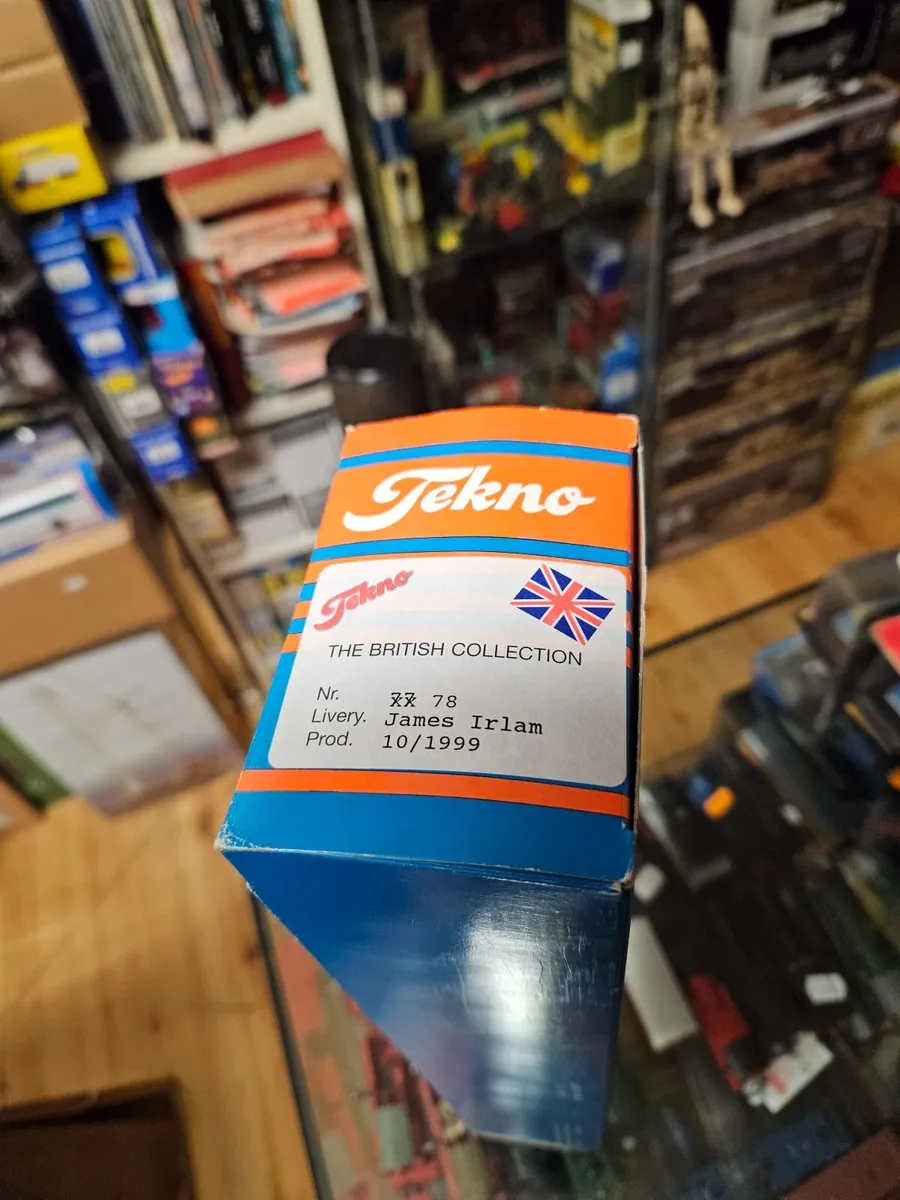 Tekno
Tekno
THE BRITISH COLLECTION
Nr. 78
Livery. James Irlam
Prod. 10/1999